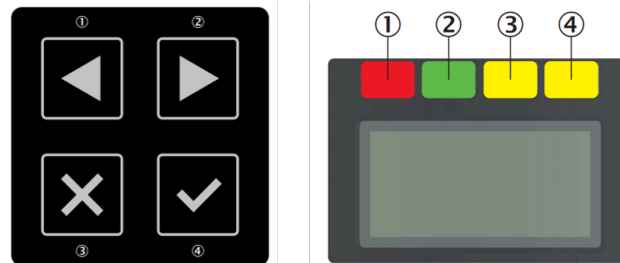 ① ②
③ ④
① ② ③ ④